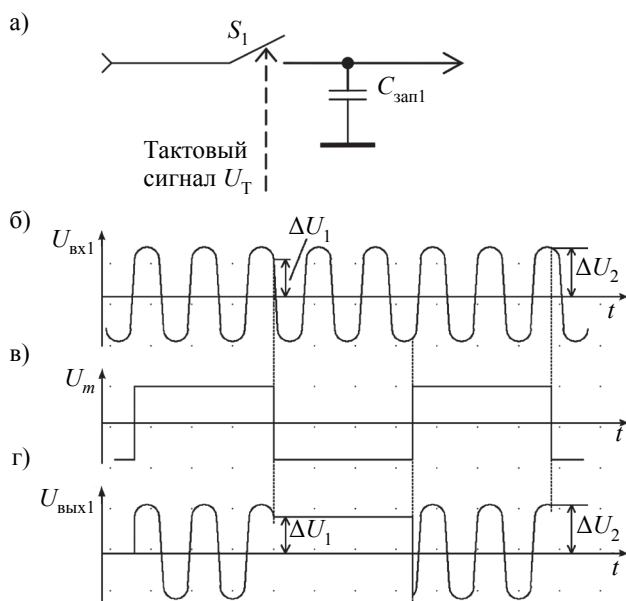 а)
S₁
Cзап1
Тактовый
сигнал Uт
б)
Uвх1
ΔU₁
ΔU₂
t
в)
Um
t
г)
Uвых1
ΔU₁
ΔU₂
t